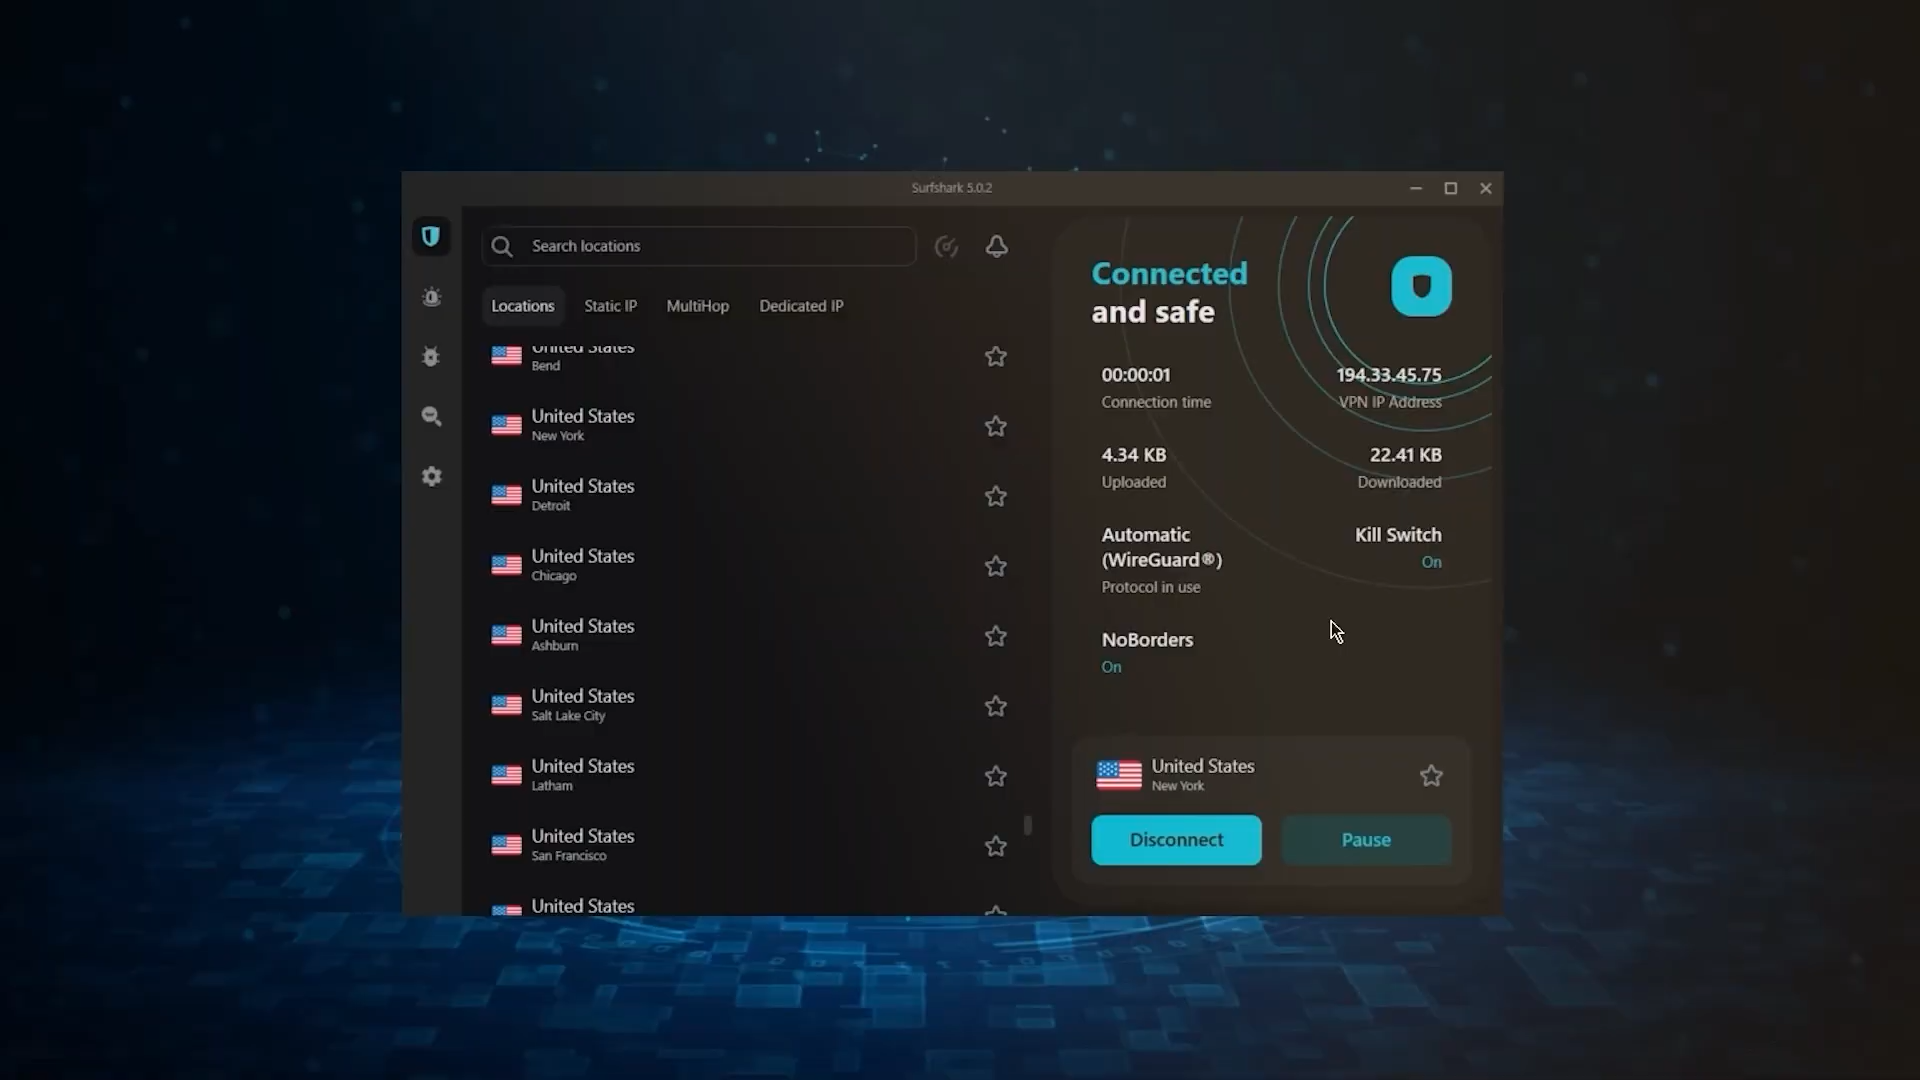 Surfshark 5.0.2
Search locations
Locations
Static IP
MultiHop
Dedicated IP
United States
Bend
United States
New York
United States
Detroit
United States
Chicago
United States
Ashburn
United States
Salt Lake City
United States
Latham
United States
San Francisco
United States
Connected
and safe
00:00:01
Connection time
194.33.45.75
VPN IP Address
4.34 KB
Uploaded
22.41 KB
Downloaded
Automatic
(WireGuard®)
Protocol in use
Kill Switch
On
NoBorders
On
United States
New York
Disconnect
Pause